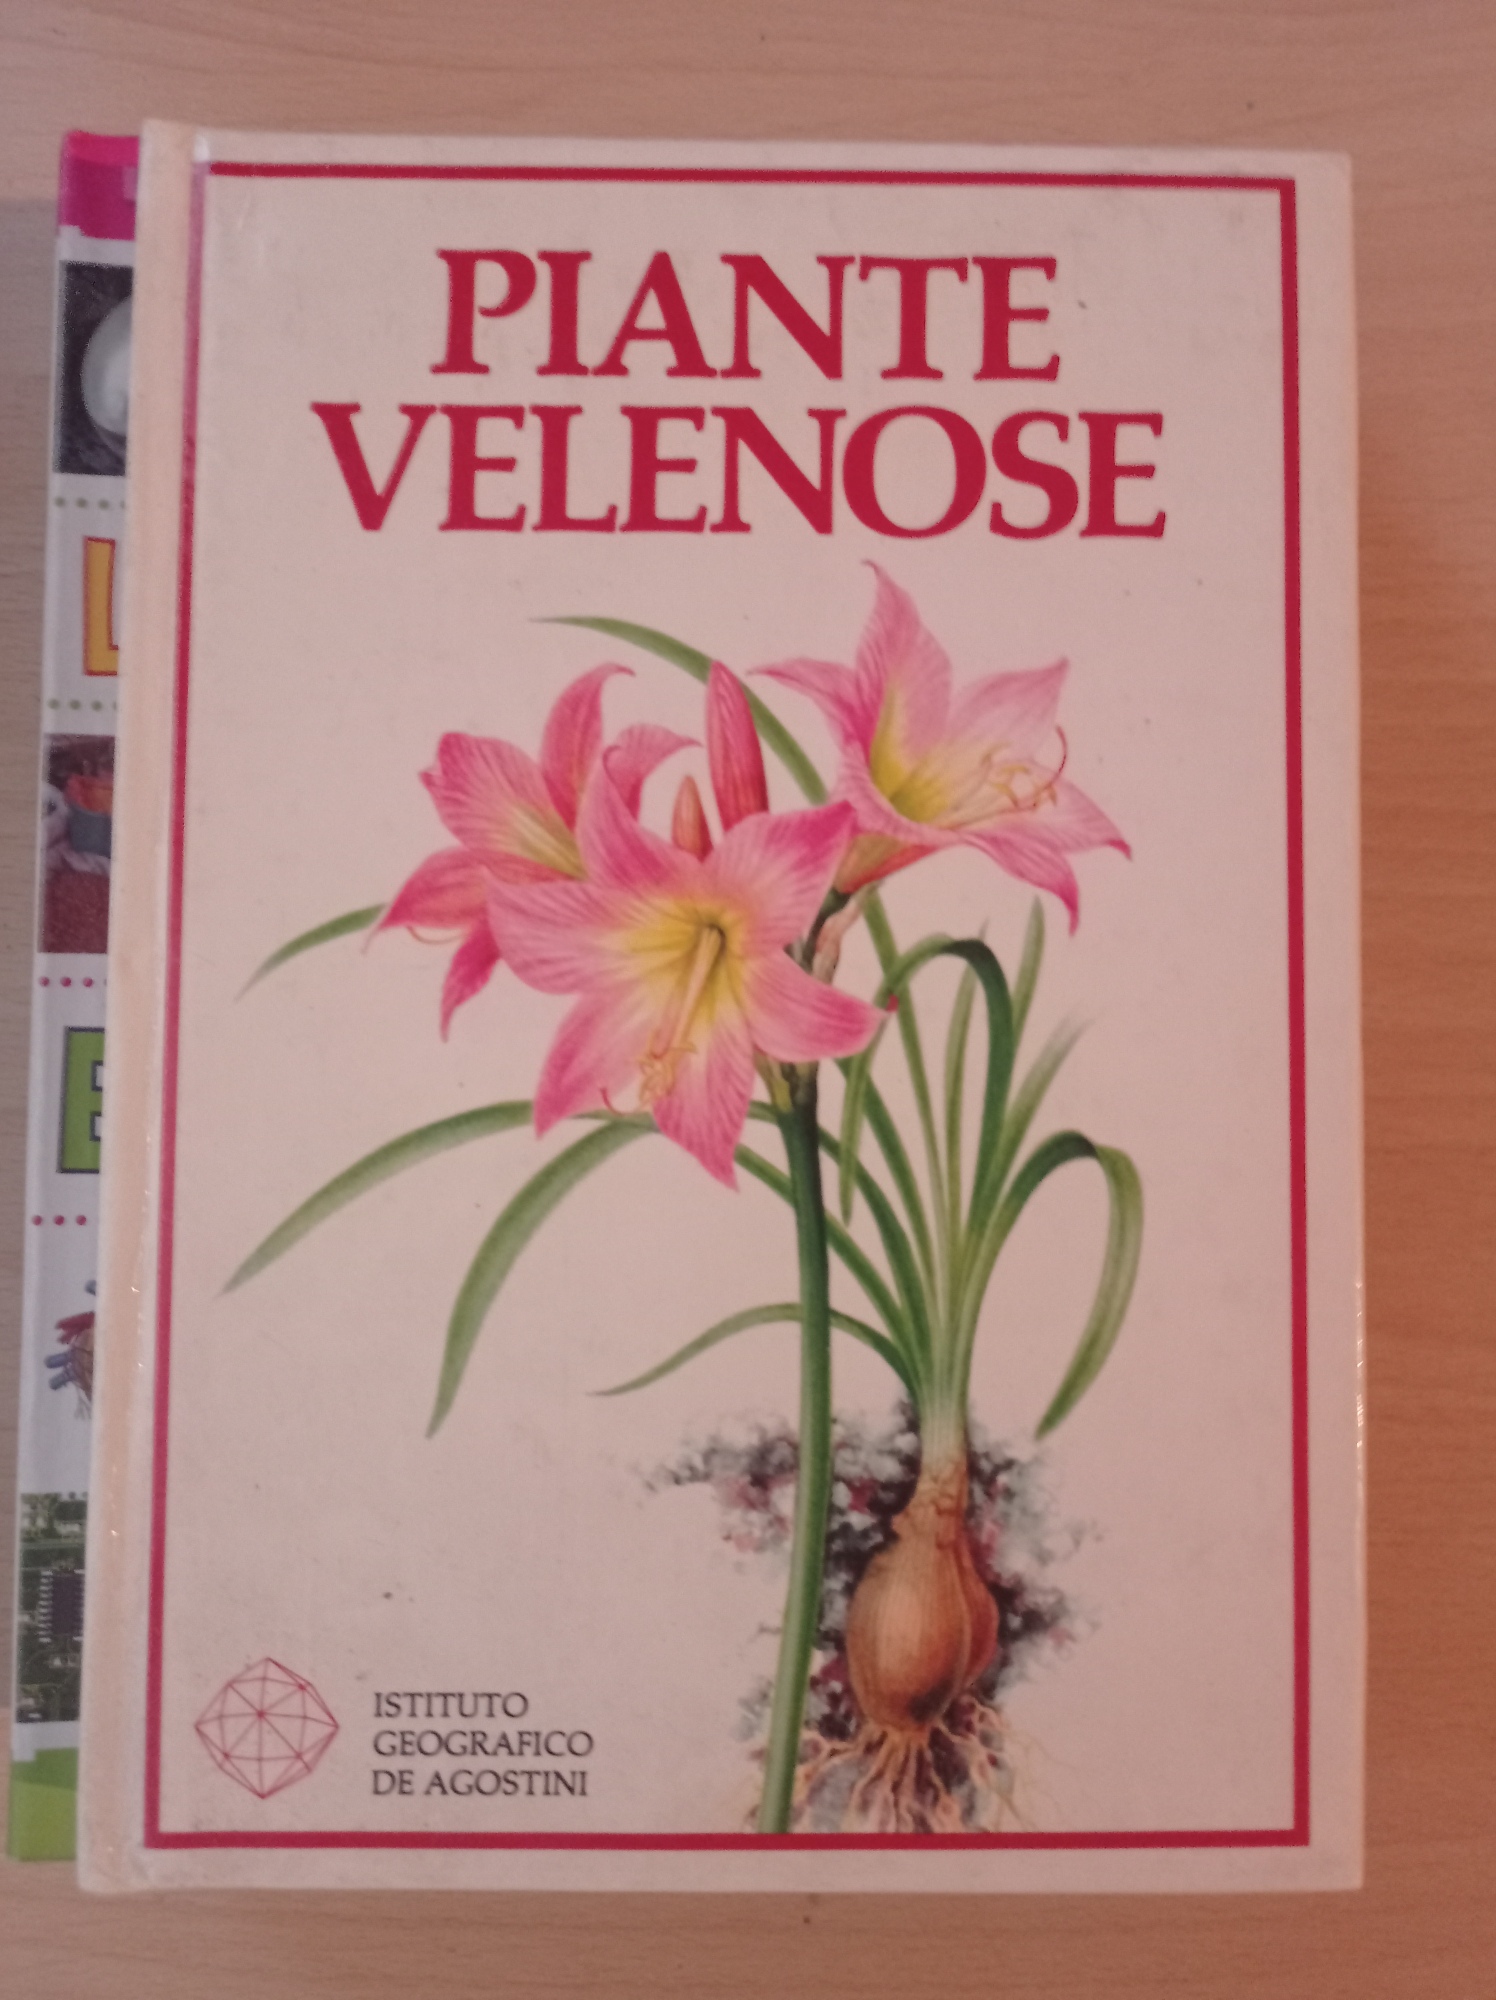 PIANTE
VELENOSE
ISTITUTO
GEOGRAFICO
DE AGOSTINI